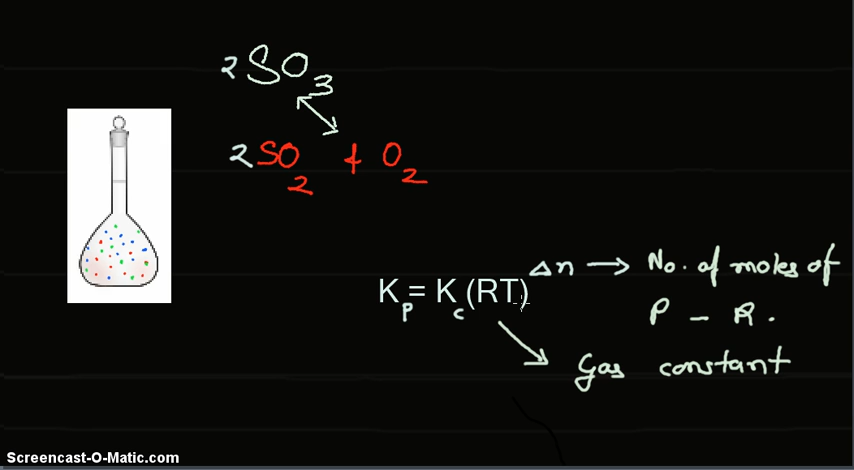 2SO3
2SO2 + O2
Δn → No. of moles of
Kp = Kc (RT)
P - R.
Gas constant
Screencast-O-Matic.com